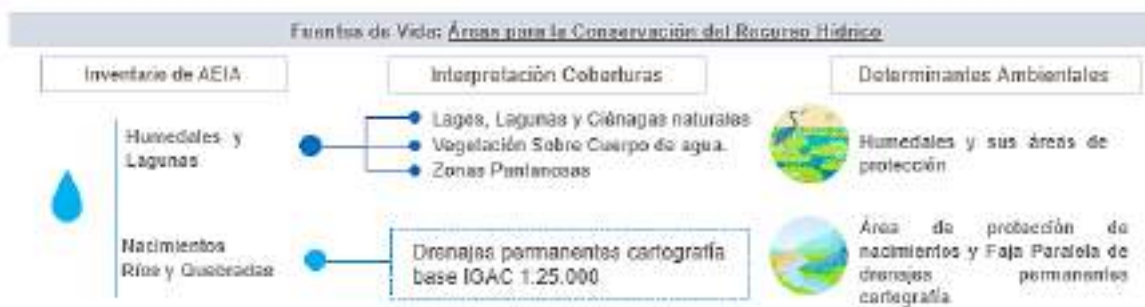 Fuentes de Vida: Áreas para la Conservación del Recurso Hídrico
Inventario de AEIA
Interpretación Coberturas
Determinantes Ambientales
Humedales y
Lagunas
Lagos, Lagunas y Ciénagas naturales
Vegetación Sobre Cuerpo de agua.
Zonas Pantanosas
Humedales y sus áreas de
protección
Nacimientos
Ríos y Quebradas
Drenajes permanentes cartografía
base IGAC 1:25.000
Área de protección de
nacimientos y Faja Paralela de
drenajes permanentes
cartografía.